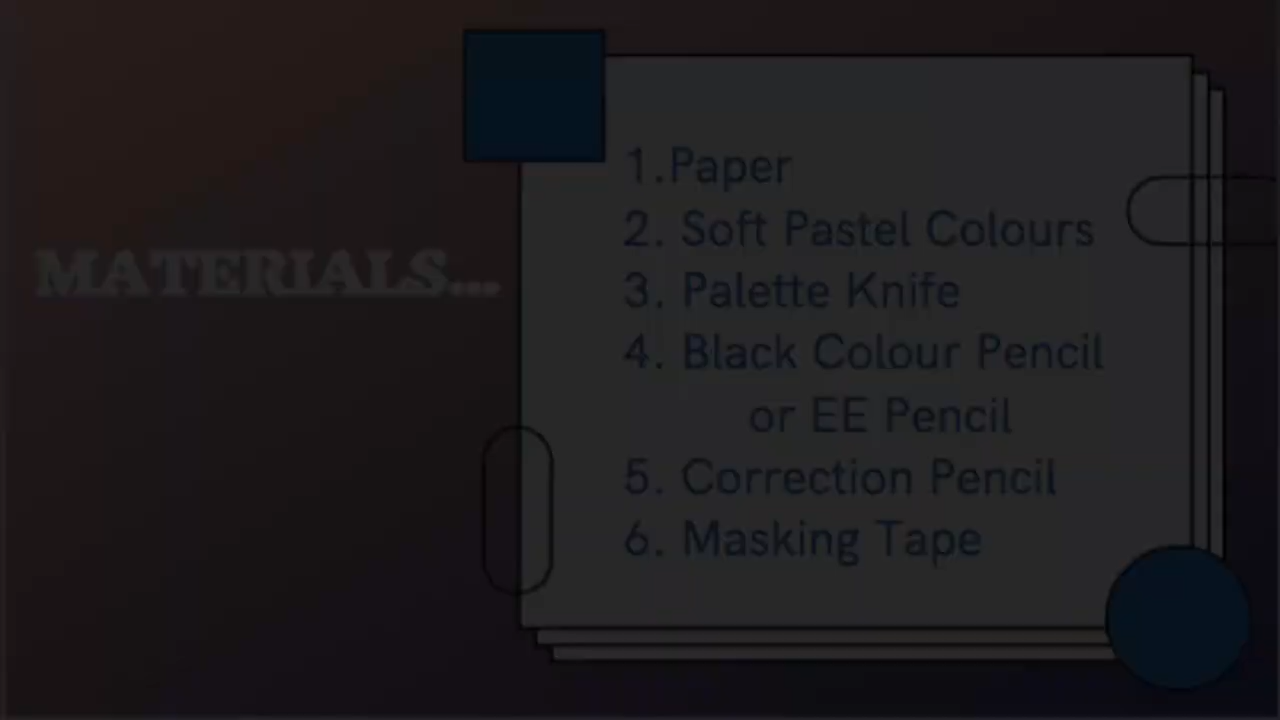 MATERIALS...
1.Paper
2. Soft Pastel Colours
3. Palette Knife
4. Black Colour Pencil
or EE Pencil
5. Correction Pencil
6. Masking Tape